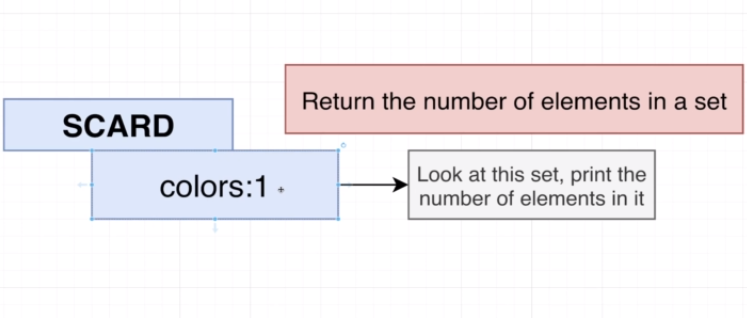 Return the number of elements in a set
SCARD
colors:1
Look at this set, print the
number of elements in it